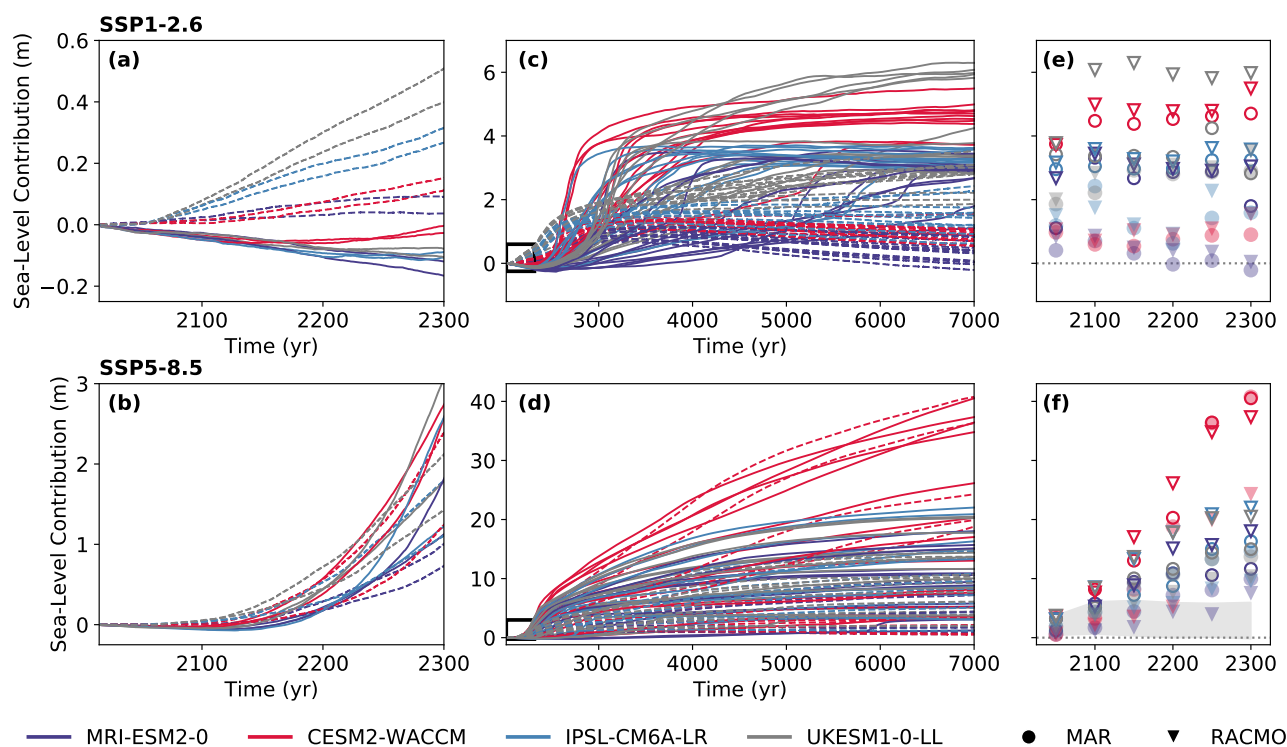 SSP1-2.6
(a)
(c)
(e)
Sea-Level Contribution (m)
0.6
0.4
0.2
0.0
−0.2
2100
2200
2300
Time (yr)
6
4
2
0
3000
4000
5000
6000
7000
Time (yr)
2100
2200
2300
SSP5-8.5
(b)
(d)
(f)
Sea-Level Contribution (m)
3
2
1
0
2100
2200
2300
Time (yr)
40
30
20
10
0
3000
4000
5000
6000
7000
Time (yr)
2100
2200
2300
MRI-ESM2-0 CESM2-WACCM IPSL-CM6A-LR UKESM1-0-LL MAR RACMO